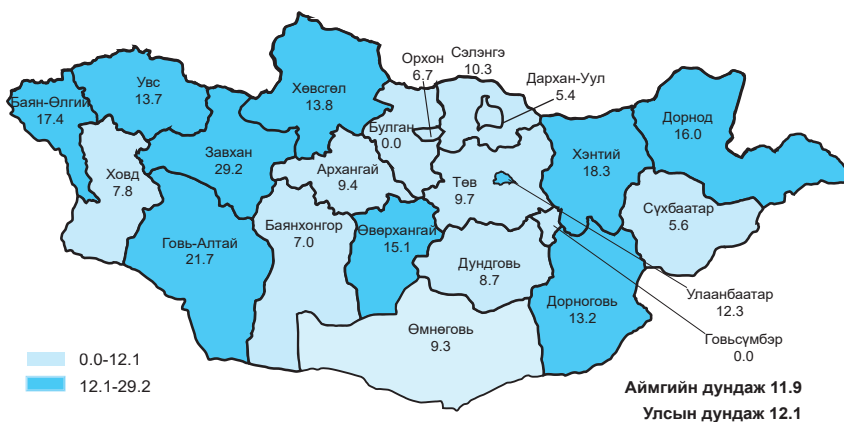 Орхон
6.7
Сэлэнгэ
10.3
Дархан-Уул
5.4
Увс
13.7
Хөвсгөл
13.8
Баян-Өлгий
17.4
Дорнод
16.0
Булган
0.0
Завхан
29.2
Хэнтий
18.3
Ховд
7.8
Архангай
9.4
Төв
9.7
Сүхбаатар
5.6
Говь-Алтай
21.7
Баянхонгор
7.0
Өвөрхангай
15.1
Дундговь
8.7
Улаанбаатар
12.3
Дорноговь
13.2
Өмнөговь
9.3
Говьсүмбэр
0.0
0.0-12.1
12.1-29.2
Аймгийн дундаж 11.9
Улсын дундаж 12.1